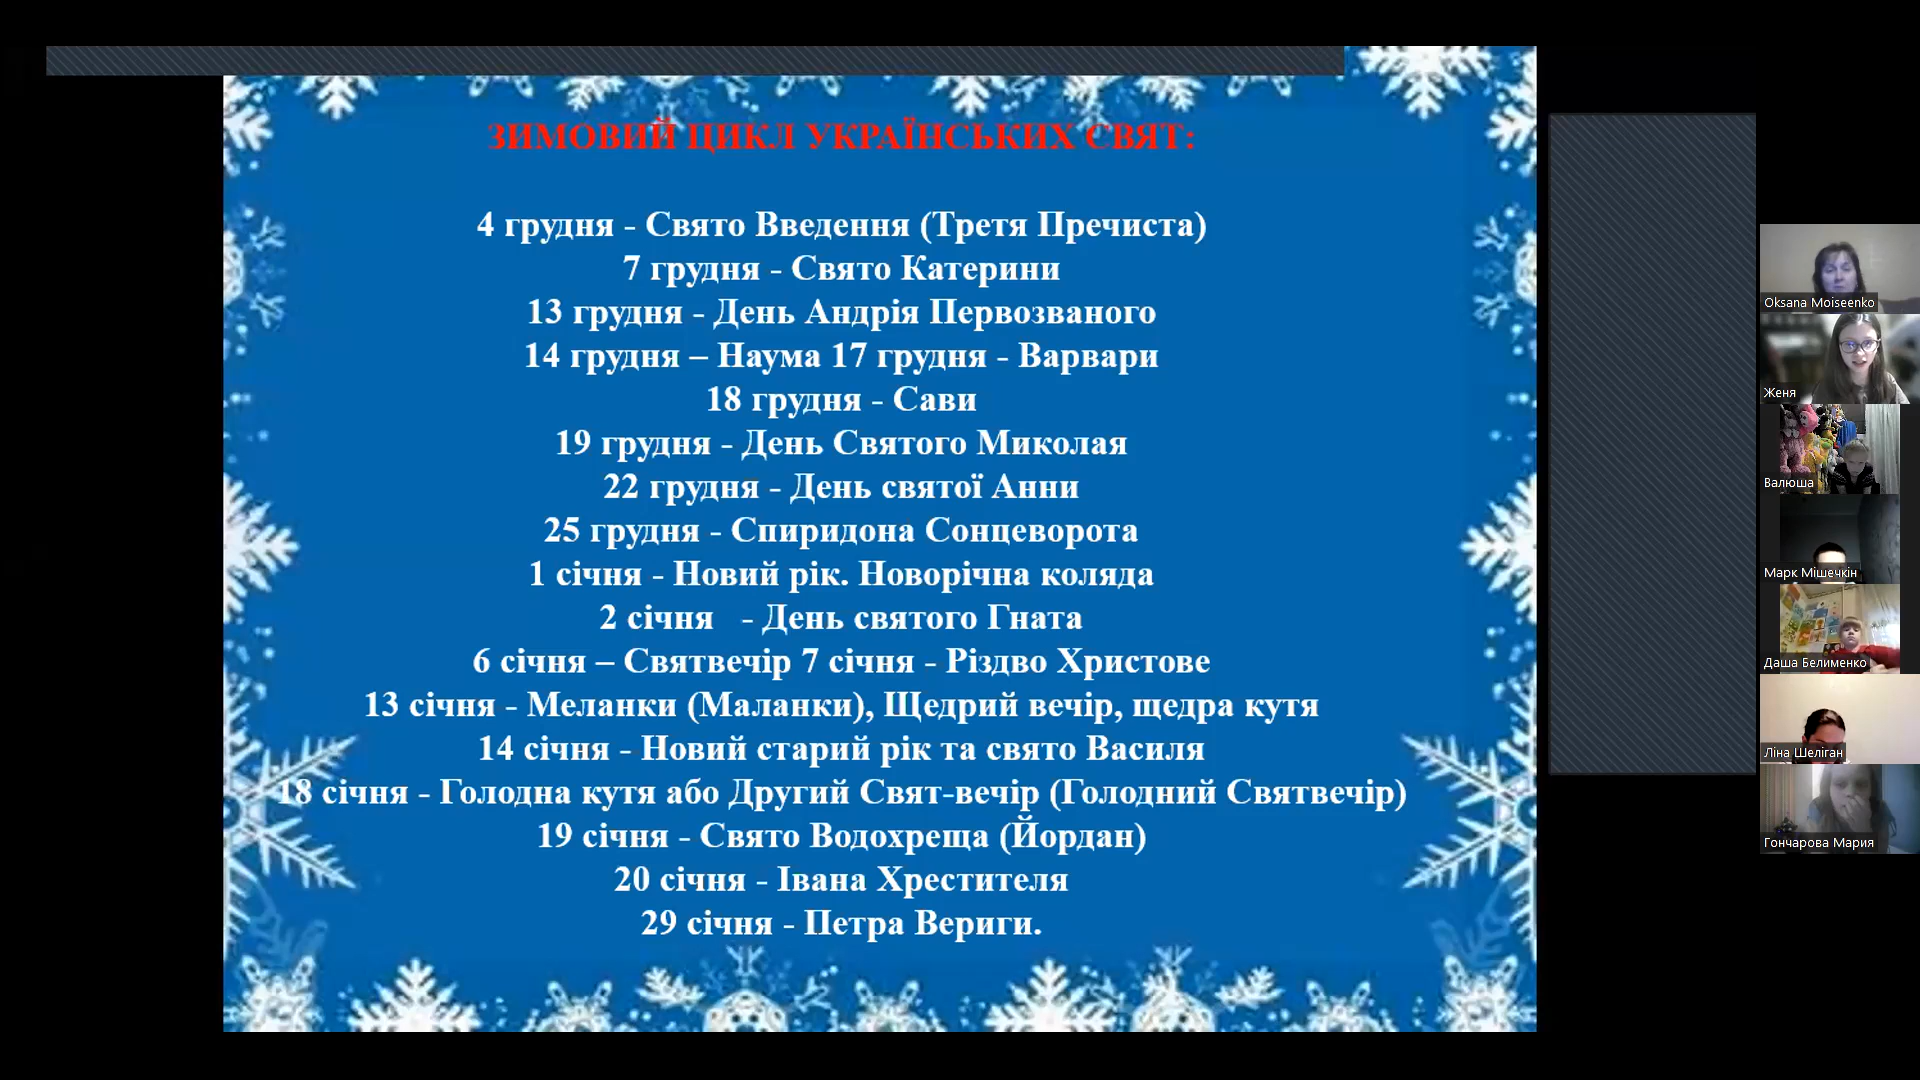 ЗИМОВИЙ ЦИКЛ УКРАЇНСЬКИХ СВЯТ:
4 грудня - Свято Введення (Третя Пречиста)
7 грудня - Свято Катерини
13 грудня - День Андрія Первозваного
14 грудня – Наума 17 грудня - Варвари
18 грудня - Сави
19 грудня - День Святого Миколая
22 грудня - День святої Анни
25 грудня - Спиридона Сонцеворота
1 січня - Новий рік. Новорічна коляда
2 січня - День святого Гната
6 січня – Святвечір 7 січня - Різдво Христове
13 січня - Меланки (Маланки), Щедрий вечір, щедра кутя
14 січня - Новий старий рік та свято Василя
18 січня - Голодна кутя або Другий Свят-вечір (Голодний Святвечір)
19 січня - Свято Водохреща (Йордан)
20 січня - Івана Хрестителя
29 січня - Петра Вериги.
Oksana Moiseenko
Женя
Валюша
Марк Мішечкін
Даша Белименко
Ліна Шеліган
Гончарова Мария